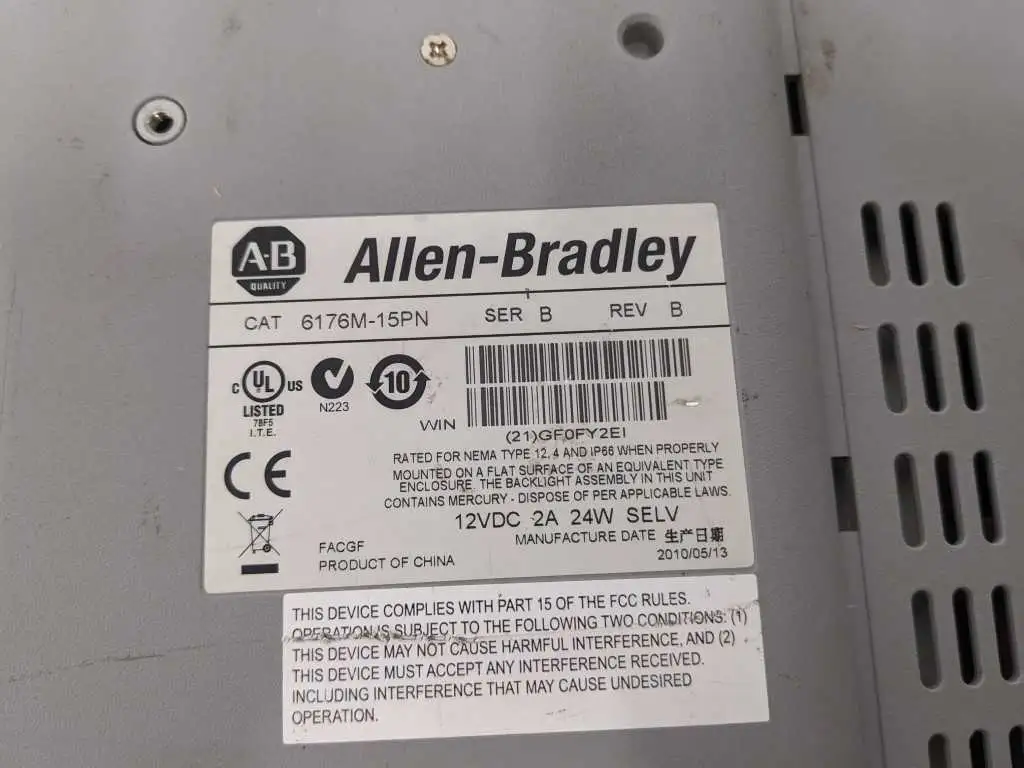 A·B QUALITY Allen-Bradley
CAT 6176M-15PN SER B REV B
C UL US LISTED 78F5 I.T.E.
N223
10
WIN
(21)GF0FY2EI
RATED FOR NEMA TYPE 12, 4 AND IP66 WHEN PROPERLY
MOUNTED ON A FLAT SURFACE OF AN EQUIVALENT TYPE
ENCLOSURE. THE BACKLIGHT ASSEMBLY IN THIS UNIT
CONTAINS MERCURY - DISPOSE OF PER APPLICABLE LAWS.
CE
12VDC 2A 24W SELV
MANUFACTURE DATE 生产日期
2010/05/13
FACGF
PRODUCT OF CHINA
THIS DEVICE COMPLIES WITH PART 15 OF THE FCC RULES.
OPERATION IS SUBJECT TO THE FOLLOWING TWO CONDITIONS: (1)
THIS DEVICE MAY NOT CAUSE HARMFUL INTERFERENCE, AND (2)
THIS DEVICE MUST ACCEPT ANY INTERFERENCE RECEIVED.
INCLUDING INTERFERENCE THAT MAY CAUSE UNDESIRED
OPERATION.